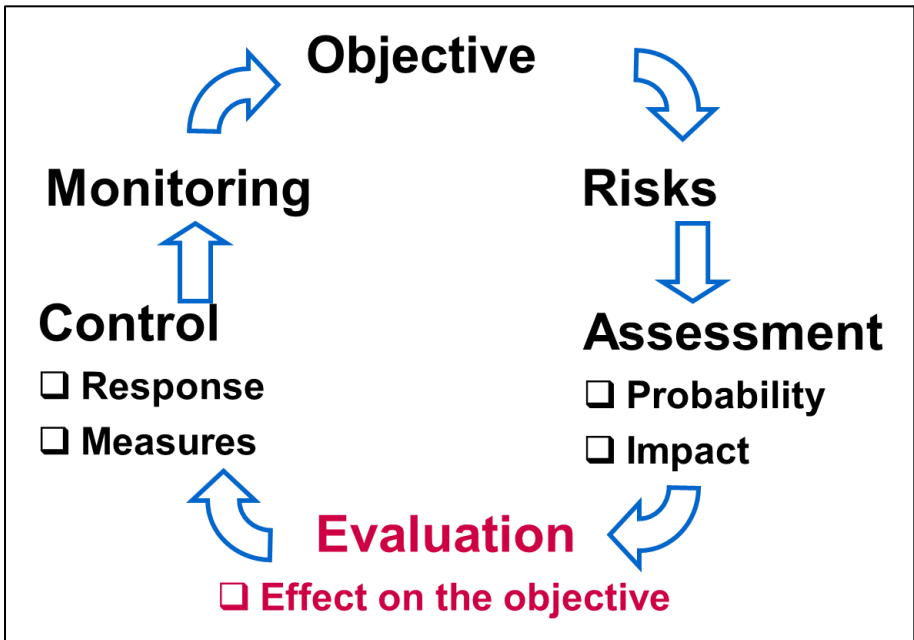 Objective
Risks
Assessment
❑ Probability
❑ Impact
Evaluation
❑ Effect on the objective
Control
❑ Response
❑ Measures
Monitoring